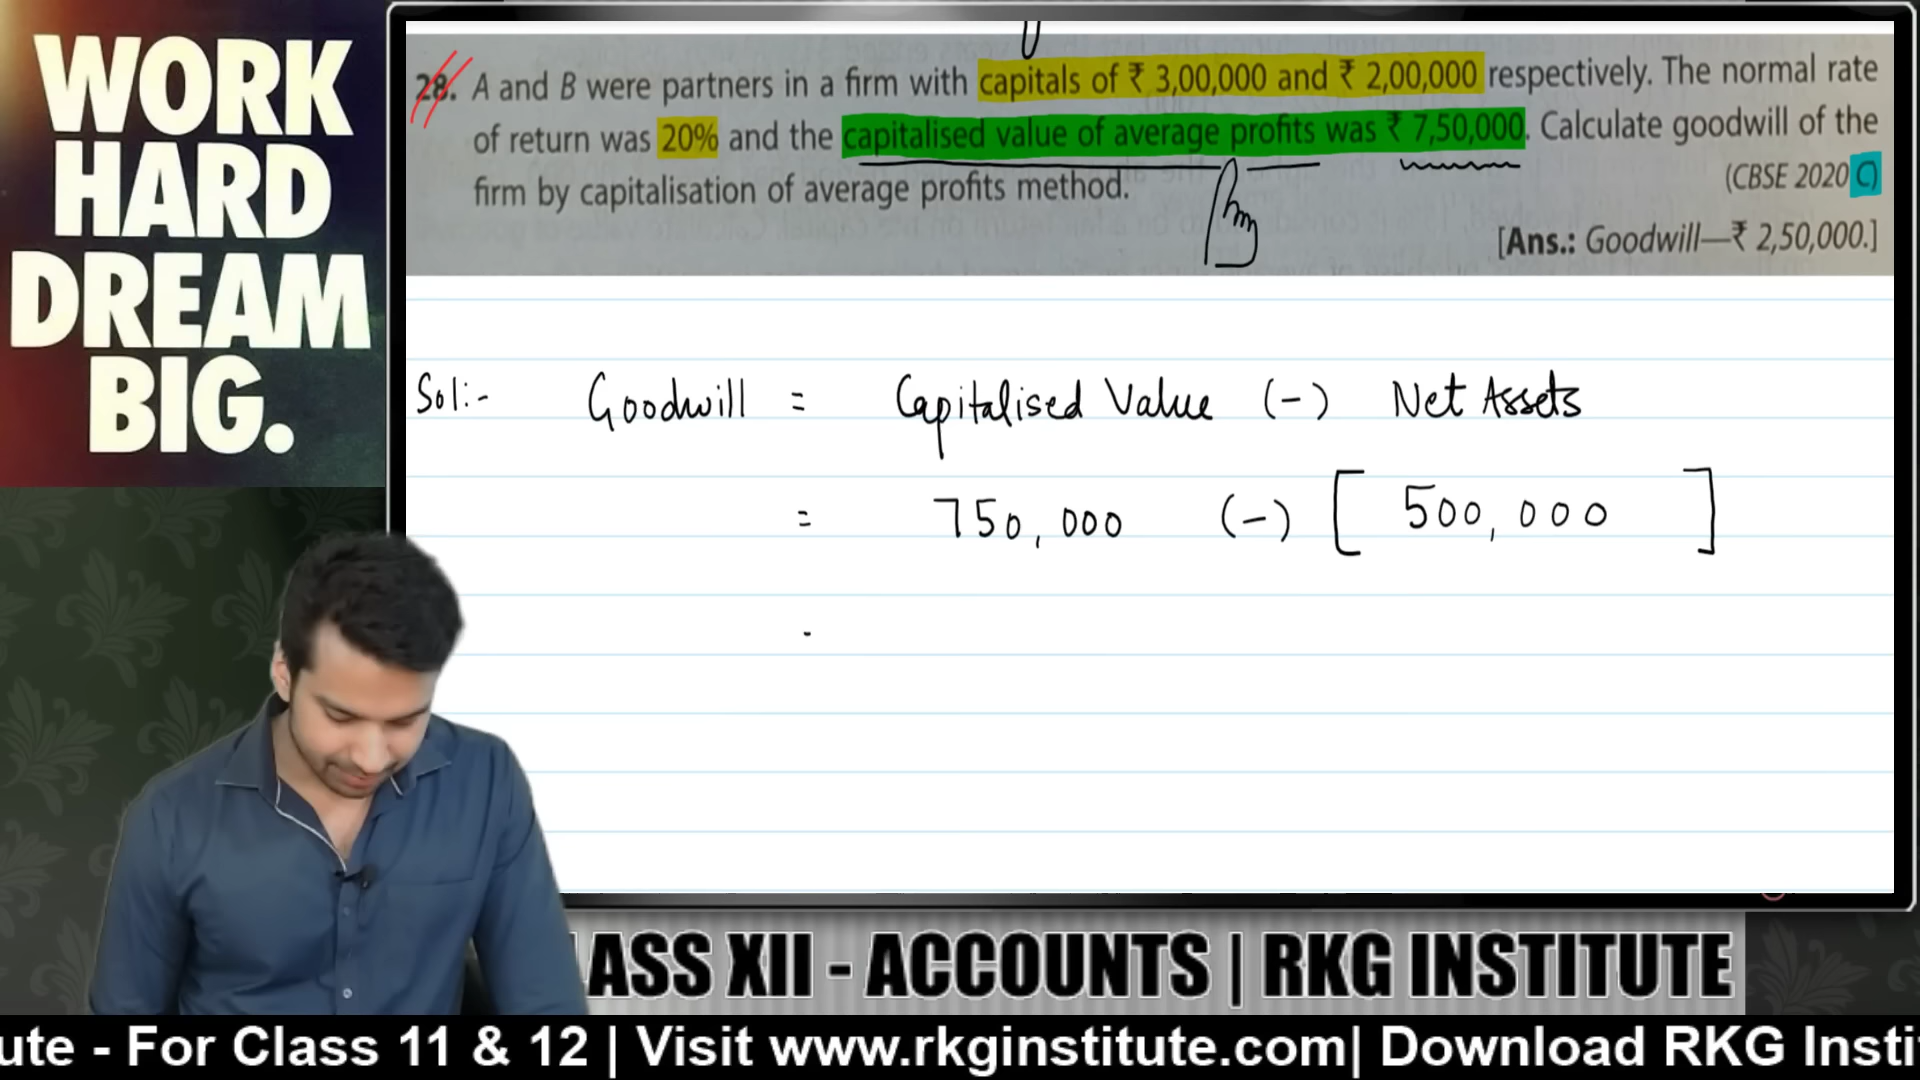 WORK
HARD
DREAM
BIG.
28. A and B were partners in a firm with capitals of ₹ 3,00,000 and ₹ 2,00,000 respectively. The normal rate
of return was 20% and the capitalised value of average profits was ₹ 7,50,000. Calculate goodwill of the
firm by capitalisation of average profits method. (CBSE 2020 C)
[Ans.: Goodwill—₹ 2,50,000.]
Sol:- Goodwill = Capitalised Value (-) Net Assets
= 750,000 (-) [ 500,000 ]
LASS XII - ACCOUNTS | RKG INSTITUTE
ute - For Class 11 & 12 | Visit www.rkginstitute.com| Download RKG Insti